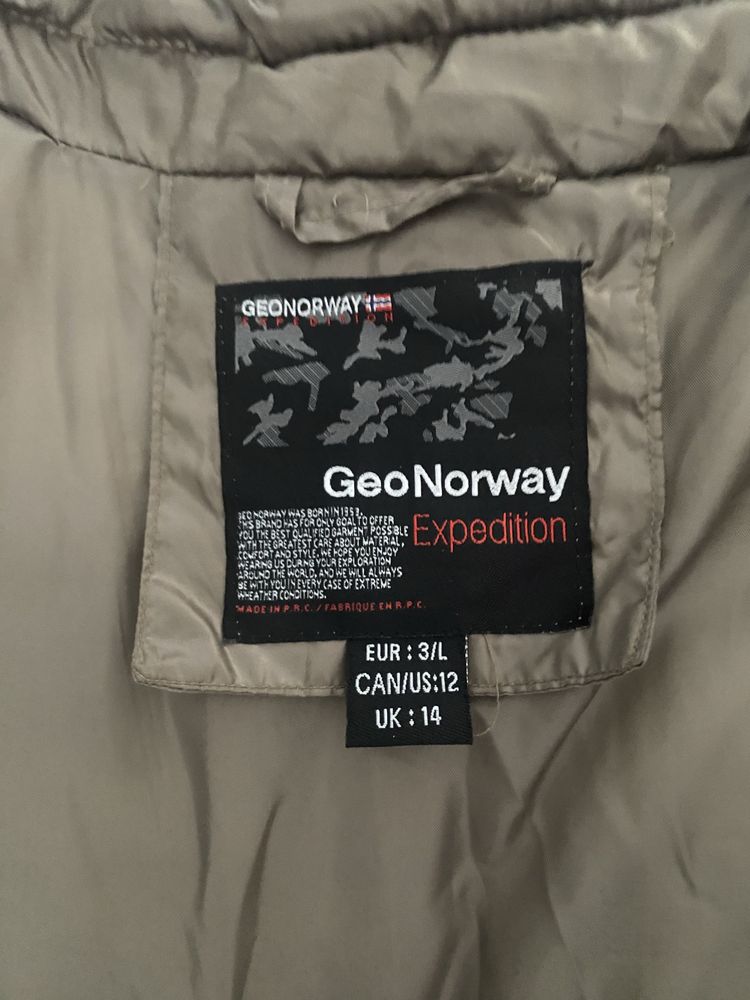 GEONORWAY
EXPEDITION
GeoNorway
Expedition
GEO NORWAY WAS BORN IN 1953.
THIS BRAND HAS FOR ONLY GOAL TO OFFER
YOU THE BEST QUALIFIED GARMENT POSSIBLE
WITH THE GREATEST CARE ABOUT MATERIAL,
COMFORT AND STYLE. WE HOPE YOU ENJOY
WEARING US DURING YOUR EXPLORATION
AROUND THE WORLD, AND WE WILL ALWAYS
BE WITH YOU IN EVERY CASE OF EXTREME
WHEATHER CONDITIONS.
MADE IN P.R.C. / FABRIQUE EN R.P.C.
EUR : 3/L
CAN/US:12
UK : 14